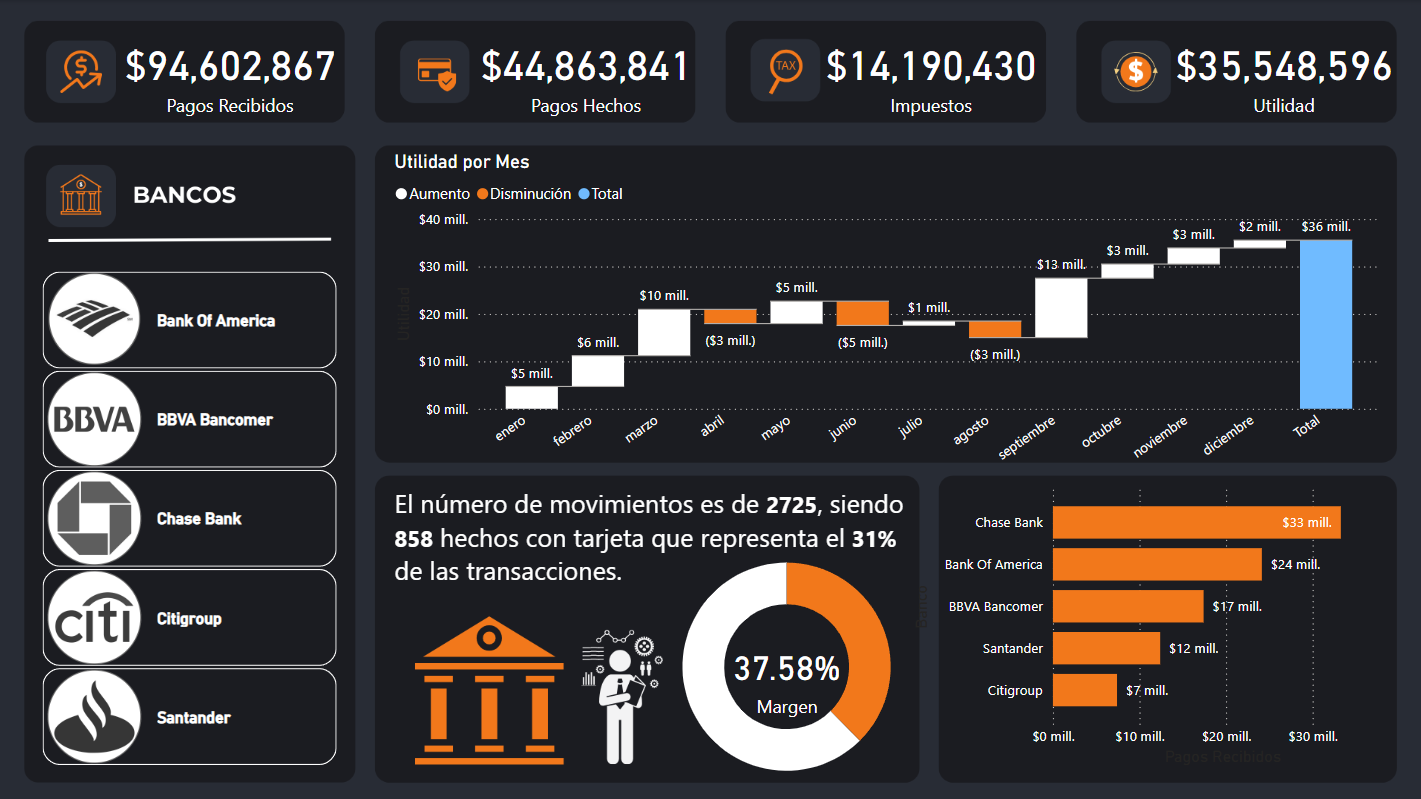 $94,602,867
Pagos Recibidos
$44,863,841
Pagos Hechos
TAX
$14,190,430
Impuestos
$35,548,596
Utilidad
BANCOS
Bank Of America
BBVA
BBVA Bancomer
Chase Bank
citi
Citigroup
Santander
Utilidad por Mes
Aumento Disminución Total
Utilidad
$40 mill.
$30 mill.
$20 mill.
$10 mill.
$0 mill.
$5 mill.
$6 mill.
$10 mill.
($3 mill.)
$5 mill.
($5 mill.)
$1 mill.
($3 mill.)
$13 mill.
$3 mill.
$3 mill.
$2 mill.
$36 mill.
enero
febrero
marzo
abril
mayo
junio
julio
agosto
septiembre
octubre
noviembre
diciembre
Total
El número de movimientos es de 2725, siendo
858 hechos con tarjeta que representa el 31%
de las transacciones.
37.58%
Margen
Banco
Chase Bank $33 mill.
Bank Of America $24 mill.
BBVA Bancomer $17 mill.
Santander $12 mill.
Citigroup $7 mill.
$0 mill. $10 mill. $20 mill. $30 mill.
Pagos Recibidos